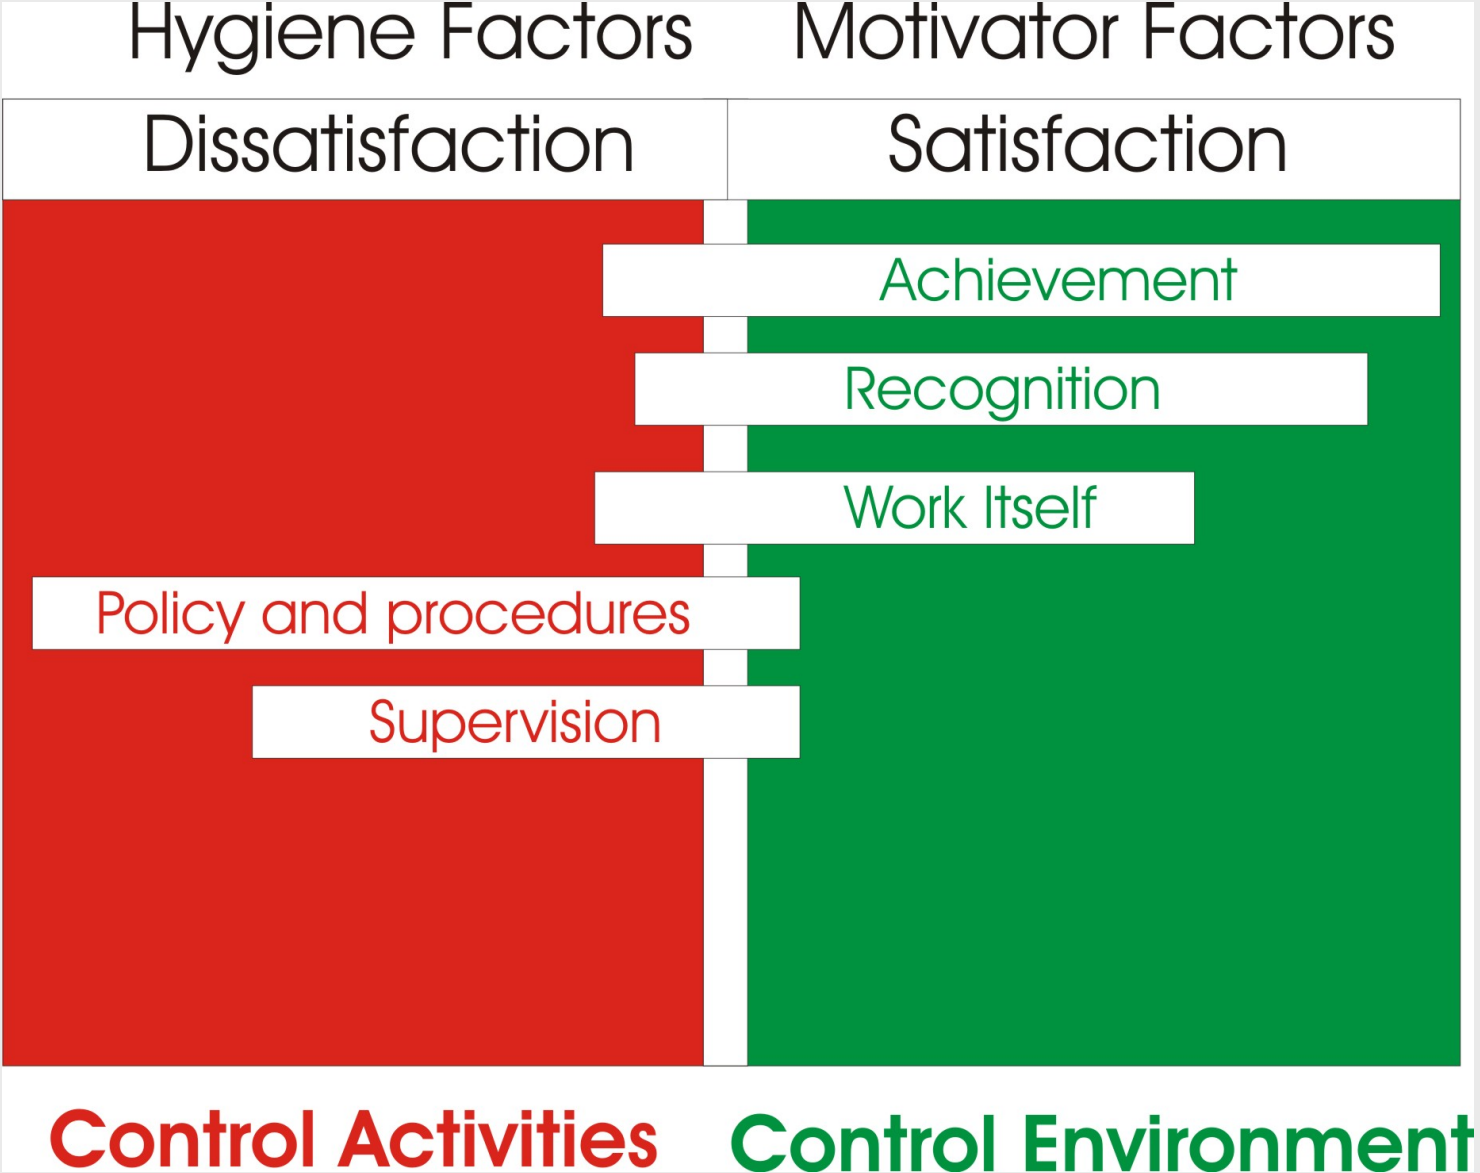 Hygiene Factors Motivator Factors
Dissatisfaction Satisfaction
Achievement
Recognition
Work Itself
Policy and procedures
Supervision
Control Activities Control Environment